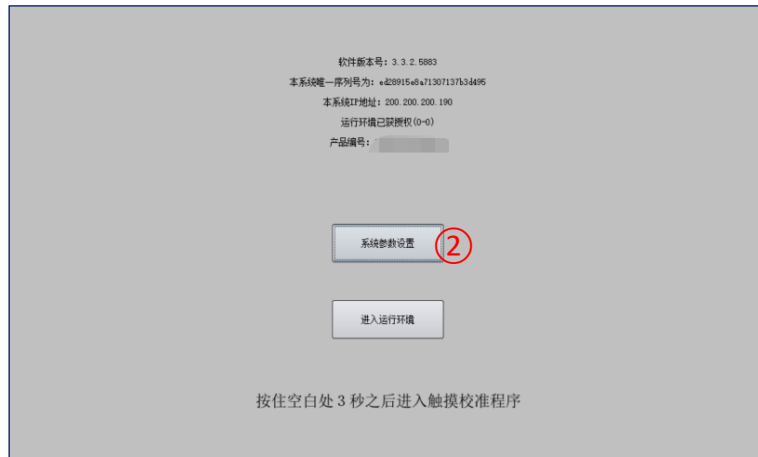 软件版本号: 3.3.2.5883
本系统唯一序列号为: ed28915e8a71307137b3d495
本系统IP地址: 200.200.200.190
运行环境已获授权(0-0)
产品编号:
系统参数设置 ②
进入运行环境
按住空白处 3 秒之后进入触摸校准程序